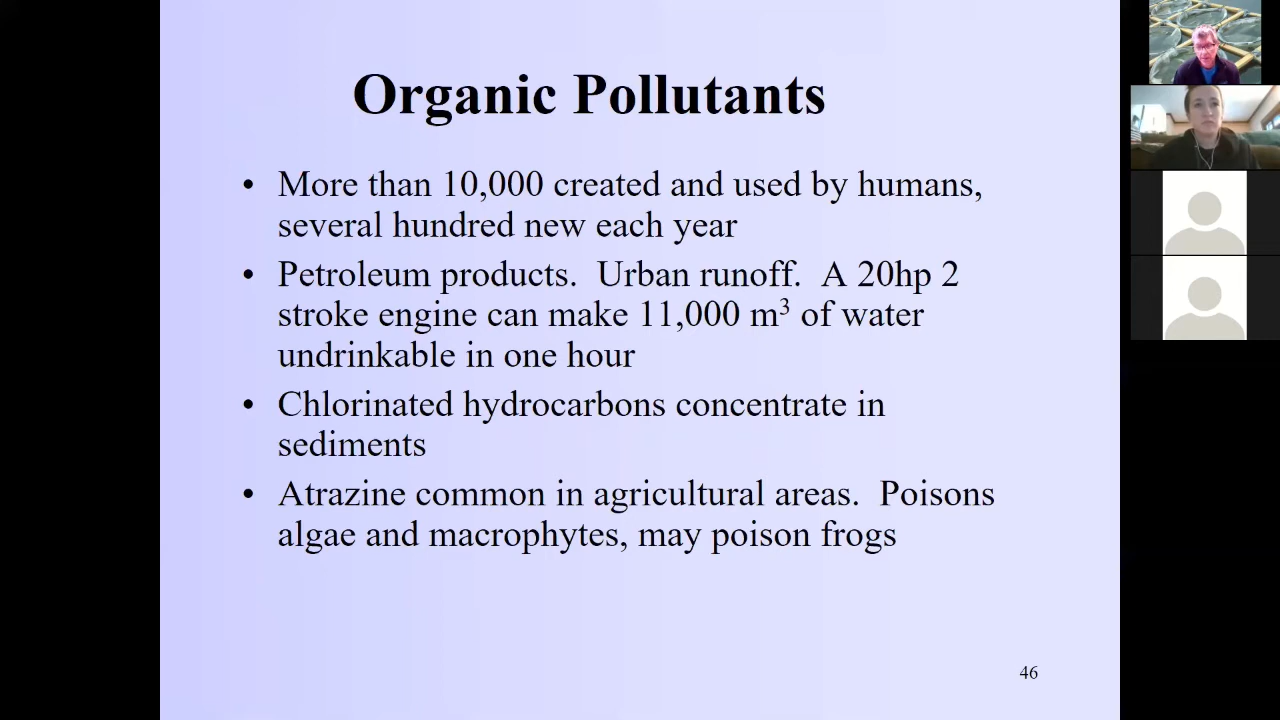 Organic Pollutants
• More than 10,000 created and used by humans,
several hundred new each year
• Petroleum products.  Urban runoff.  A 20hp 2
stroke engine can make 11,000 m³ of water
undrinkable in one hour
• Chlorinated hydrocarbons concentrate in
sediments
• Atrazine common in agricultural areas.  Poisons
algae and macrophytes, may poison frogs
46